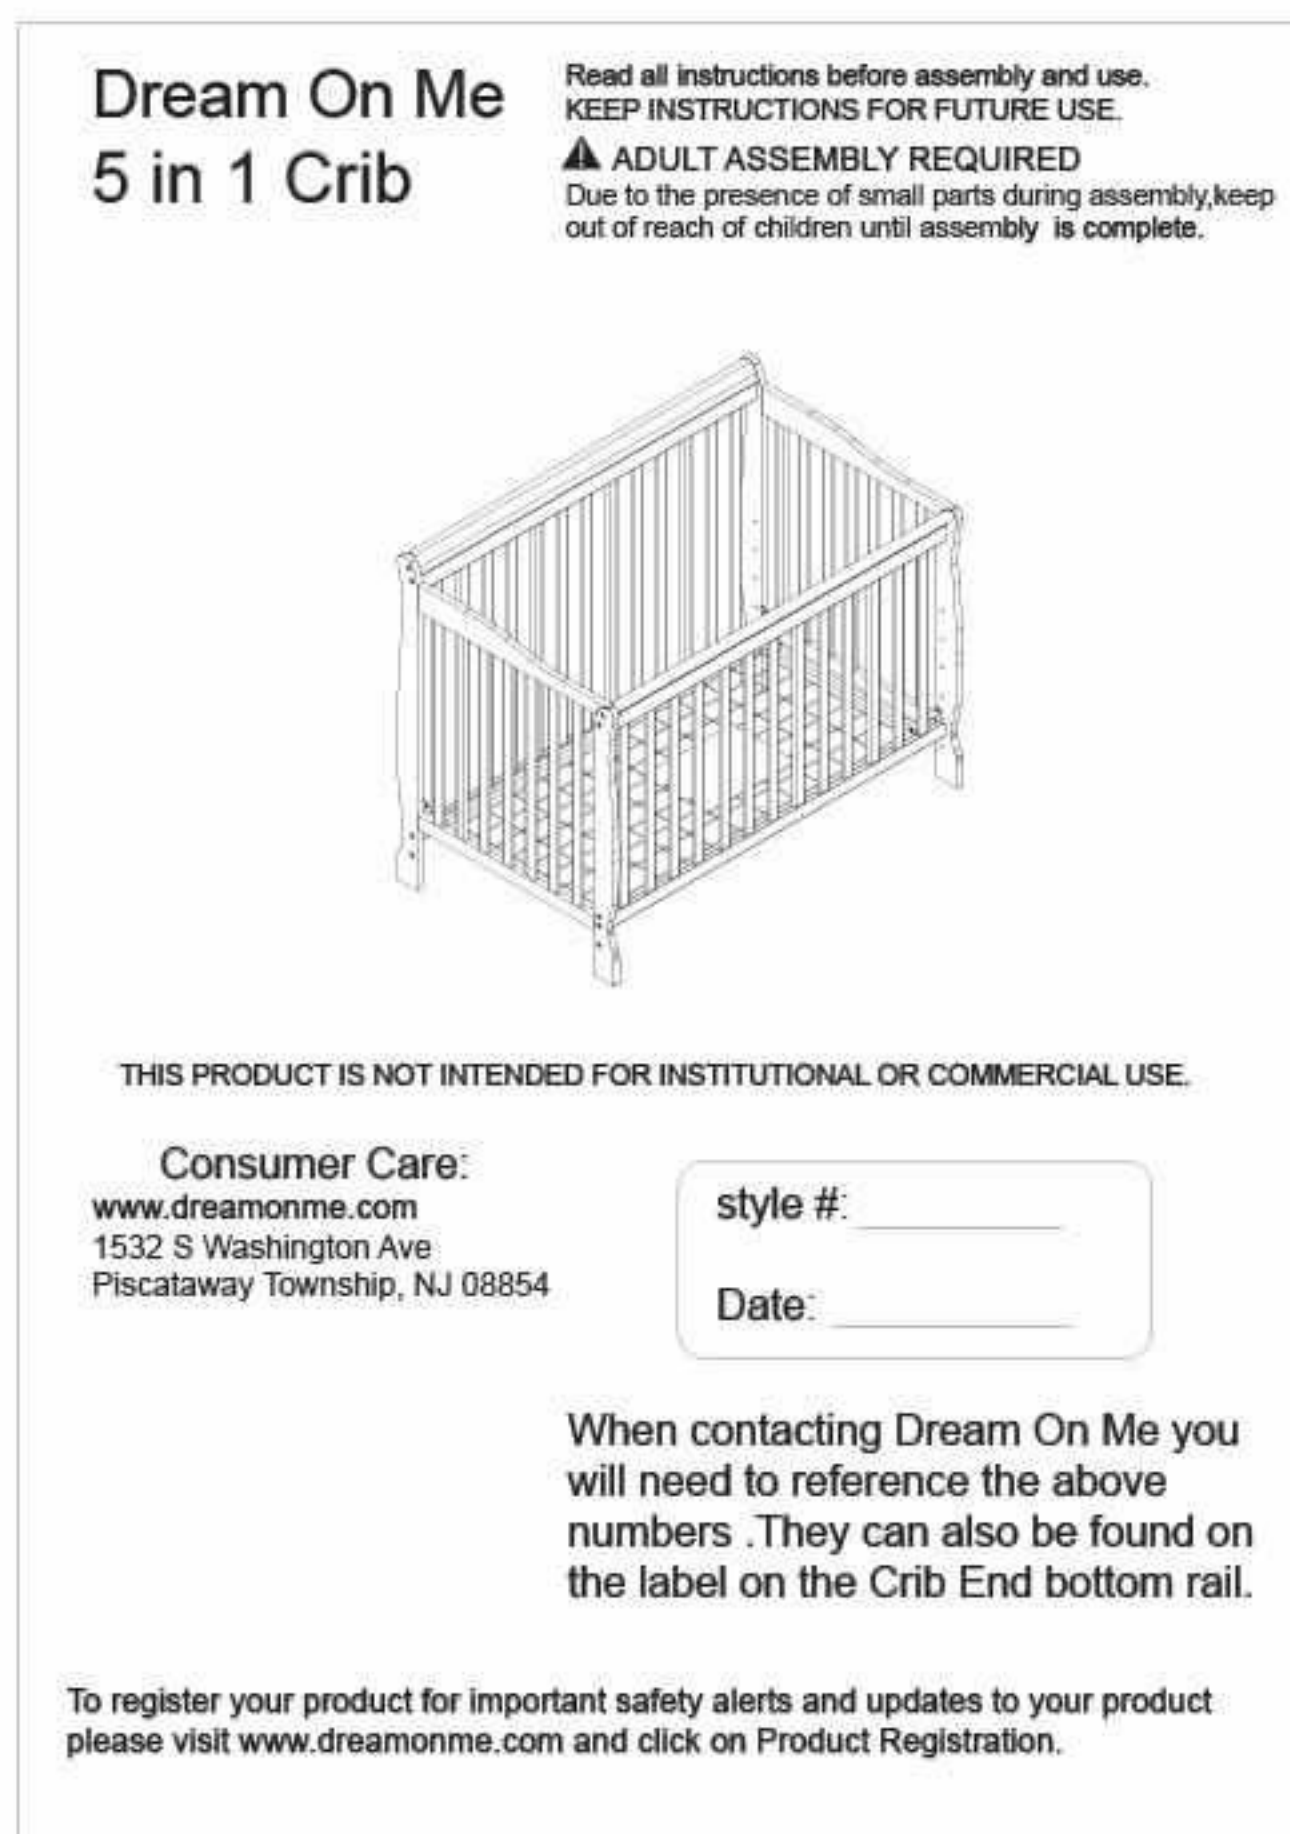 Dream On Me
5 in 1 Crib
Read all instructions before assembly and use.
KEEP INSTRUCTIONS FOR FUTURE USE.
ADULT ASSEMBLY REQUIRED
Due to the presence of small parts during assembly,keep
out of reach of children until assembly is complete.
THIS PRODUCT IS NOT INTENDED FOR INSTITUTIONAL OR COMMERCIAL USE.
Consumer Care:
www.dreamonme.com
1532 S Washington Ave
Piscataway Township, NJ 08854
style #:
Date:
When contacting Dream On Me you
will need to reference the above
numbers .They can also be found on
the label on the Crib End bottom rail.
To register your product for important safety alerts and updates to your product
please visit www.dreamonme.com and click on Product Registration.